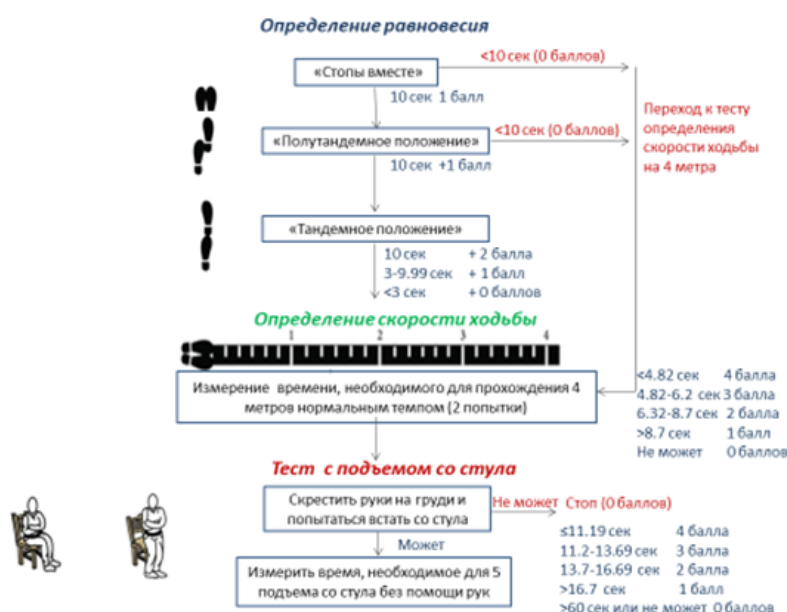 Определение равновесия
<10 сек (0 баллов)
«Стопы вместе»
10 сек 1 балл
Переход к тесту
определения
скорости ходьбы
на 4 метра
<10 сек (0 баллов)
«Полутандемное положение»
10 сек +1 балл
«Тандемное положение»
10 сек + 2 балла
3-9.99 сек + 1 балл
<3 сек + 0 баллов
Определение скорости ходьбы
1 2 3 4
Измерение времени, необходимого для прохождения 4
метров нормальным темпом (2 попытки)
<4.82 сек 4 балла
4.82-6.2 сек 3 балла
6.32-8.7 сек 2 балла
>8.7 сек 1 балл
Не может 0 баллов
Тест с подъемом со стула
Скрестить руки на груди и
попытаться встать со стула
Не может Стоп (0 баллов)
Может
Измерить время, необходимое для 5
подъема со стула без помощи рук
≤11.19 сек 4 балла
11.2-13.69 сек 3 балла
13.7-16.69 сек 2 балла
>16.7 сек 1 балл
>60 сек или не может 0 баллов